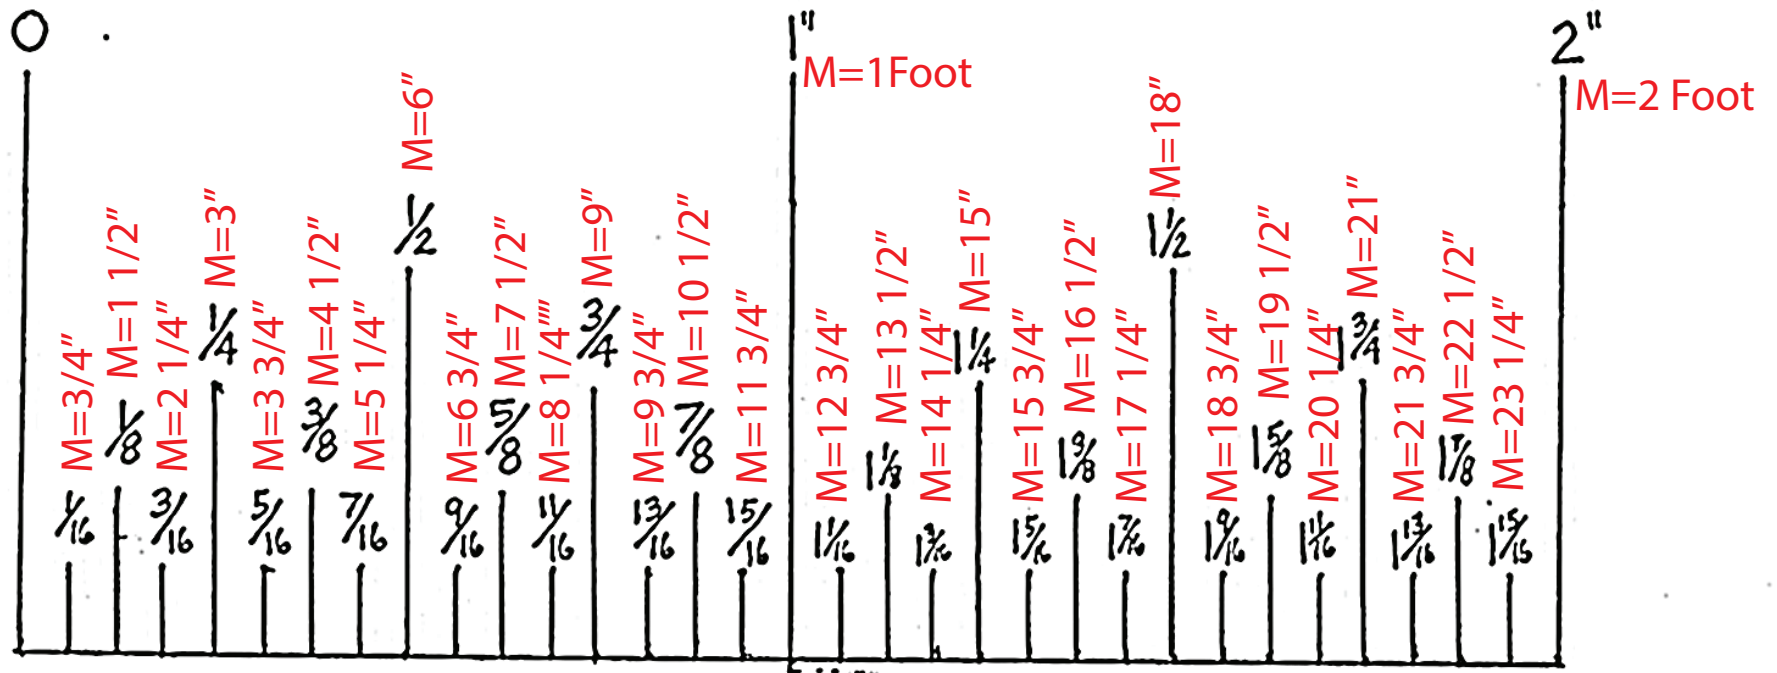 0
1"
2"
M=1Foot
M=2 Foot
1/16
M=3/4"
1/8
M=1 1/2"
3/16
M=2 1/4"
1/4
M=3"
5/16
M=3 3/4"
3/8
M=4 1/2"
7/16
M=5 1/4"
1/2
M=6"
9/16
M=6 3/4"
5/8
M=7 1/2"
11/16
M=8 1/4""
3/4
M=9"
13/16
M=9 3/4"
7/8
M=10 1/2"
15/16
M=11 3/4"
1 1/16
M=12 3/4"
1 1/8
M=13 1/2"
1 3/16
M=14 1/4"
1 1/4
M=15"
1 5/16
M=15 3/4"
1 3/8
M=16 1/2"
1 7/16
M=17 1/4"
1 1/2
M=18"
1 9/16
M=18 3/4"
1 5/8
M=19 1/2"
1 11/16
M=20 1/4"
1 3/4
M=21"
1 13/16
M=21 3/4"
1 7/8
M=22 1/2"
1 15/16
M=23 1/4"